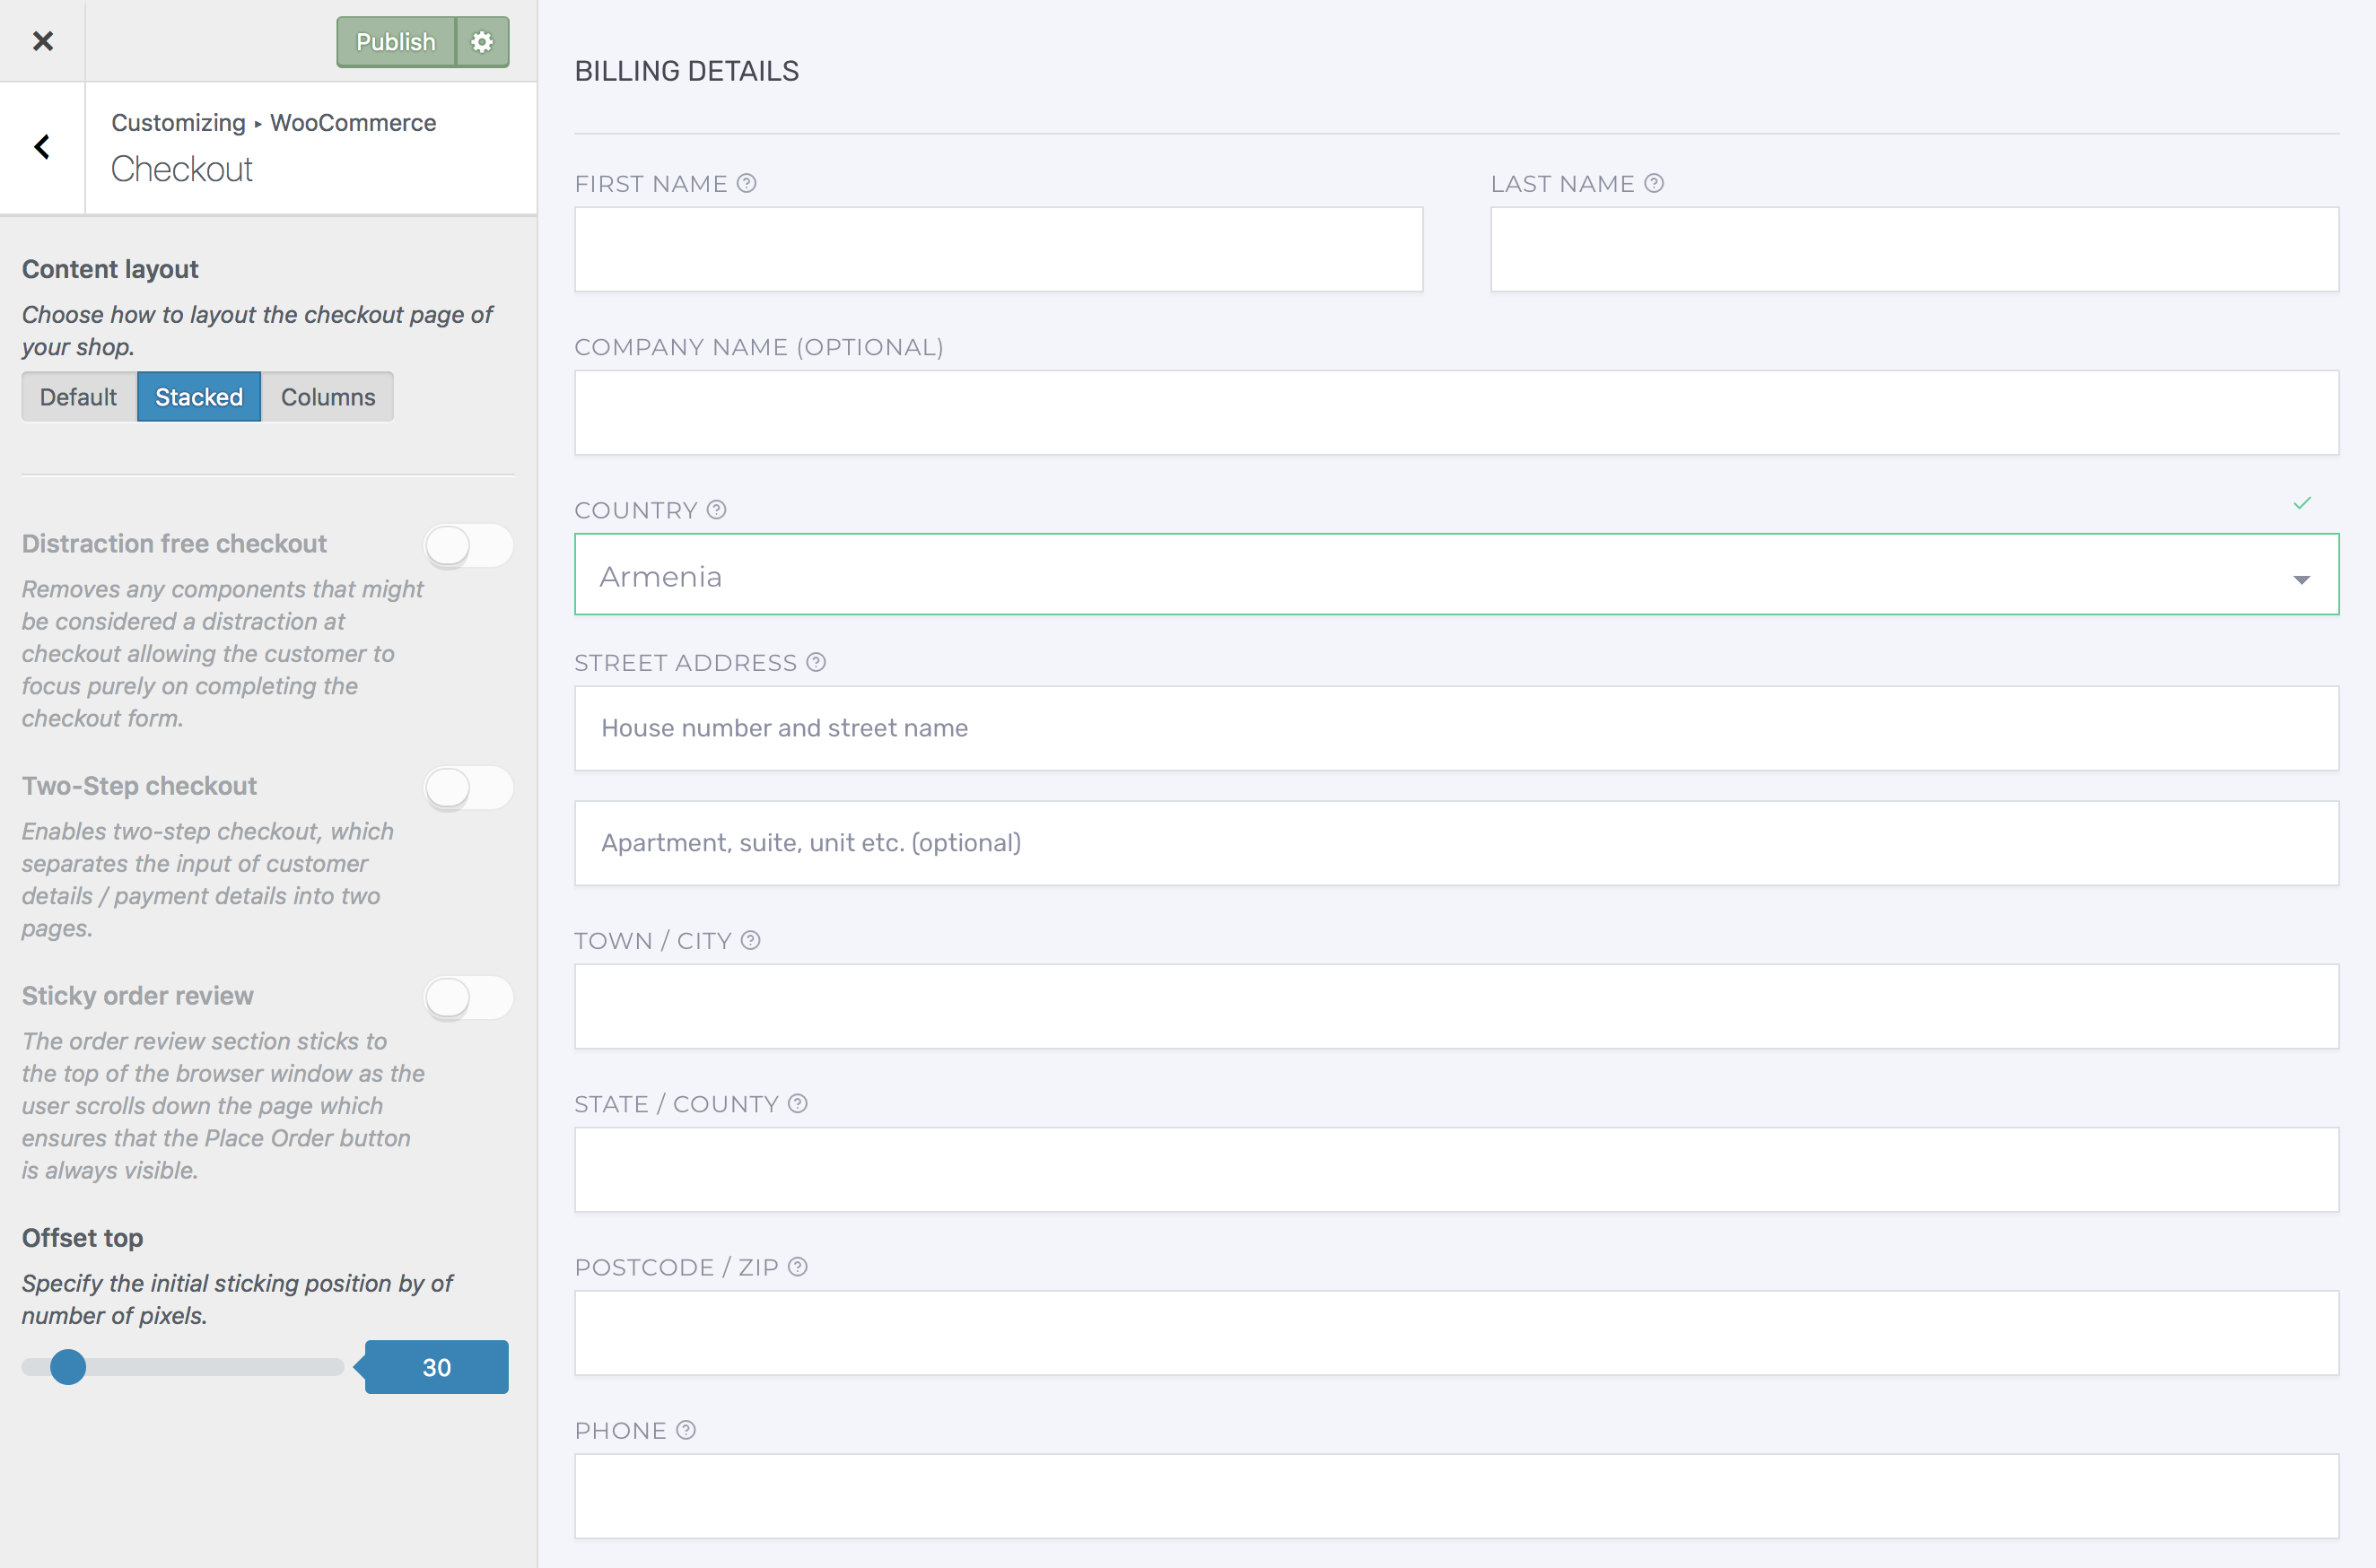 Publish
Customizing ▸ WooCommerce
Checkout
Content layout
Choose how to layout the checkout page of
your shop.
Default Stacked Columns
Distraction free checkout
Removes any components that might
be considered a distraction at
checkout allowing the customer to
focus purely on completing the
checkout form.
Two-Step checkout
Enables two-step checkout, which
separates the input of customer
details / payment details into two
pages.
Sticky order review
The order review section sticks to
the top of the browser window as the
user scrolls down the page which
ensures that the Place Order button
is always visible.
Offset top
Specify the initial sticking position by of
number of pixels.
30
BILLING DETAILS
FIRST NAME
LAST NAME
COMPANY NAME (OPTIONAL)
COUNTRY
Armenia
STREET ADDRESS
House number and street name
Apartment, suite, unit etc. (optional)
TOWN / CITY
STATE / COUNTY
POSTCODE / ZIP
PHONE